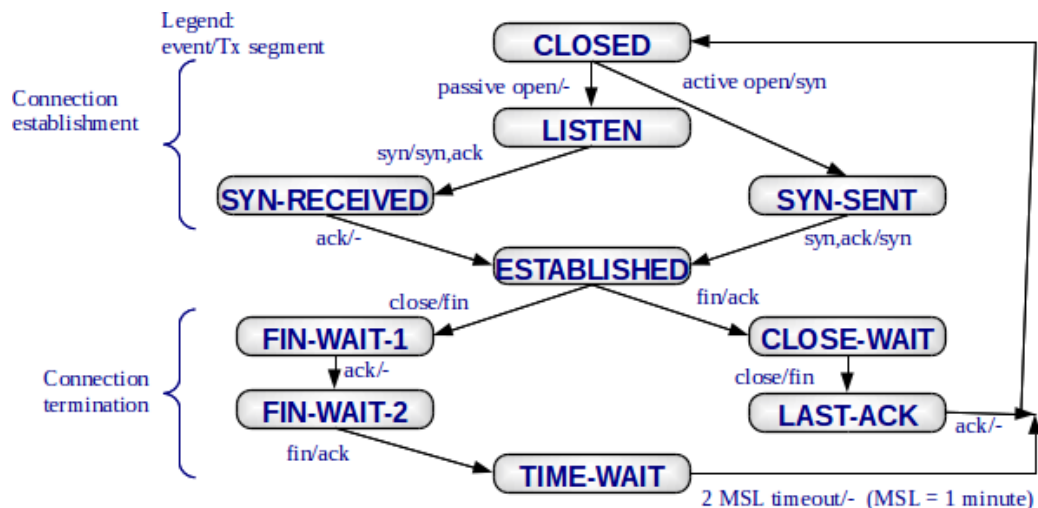 Legend:
event/Tx segment
CLOSED
Connection
establishment
passive open/-
active open/syn
LISTEN
syn/syn,ack
SYN-RECEIVED
SYN-SENT
ack/-
syn,ack/syn
ESTABLISHED
close/fin
fin/ack
FIN-WAIT-1
CLOSE-WAIT
ack/-
close/fin
Connection
termination
FIN-WAIT-2
LAST-ACK
ack/-
fin/ack
TIME-WAIT
2 MSL timeout/- (MSL = 1 minute)